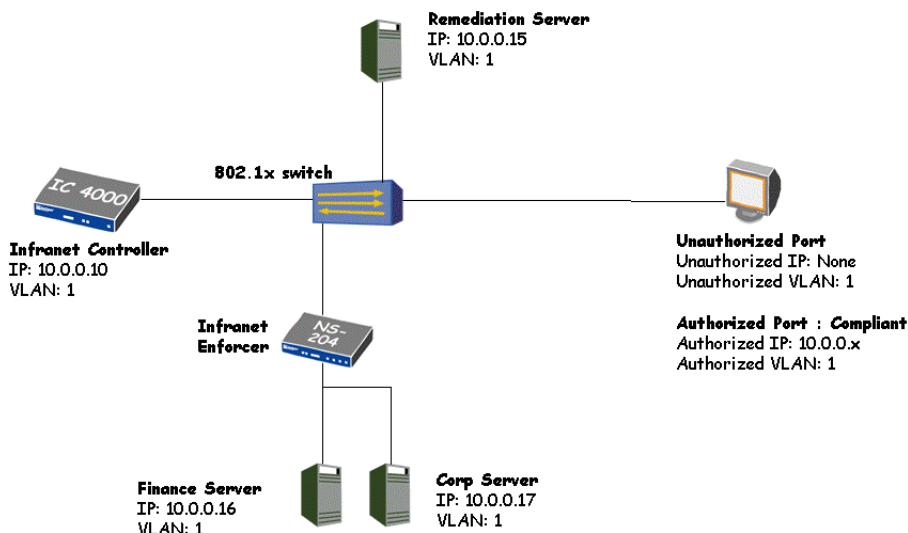 Remediation Server
IP: 10.0.0.15
VLAN: 1
802.1x switch
IC 4000
Infranet Controller
IP: 10.0.0.10
VLAN: 1
Unauthorized Port
Unauthorized IP: None
Unauthorized VLAN: 1
Authorized Port : Compliant
Authorized IP: 10.0.0.x
Authorized VLAN: 1
Infranet
Enforcer
NS-
204
Finance Server
IP: 10.0.0.16
VLAN: 1
Corp Server
IP: 10.0.0.17
VLAN: 1